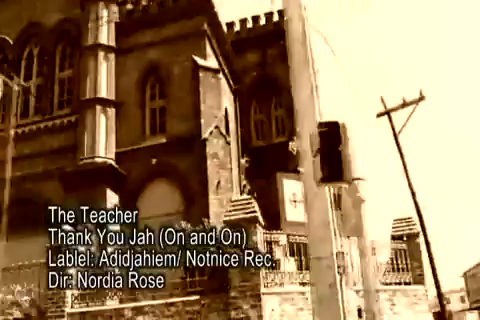 The Teacher
Thank You Jah (On and On)
Lablel: Adidjahiem/ Notnice Rec.
Dir: Nordia Rose